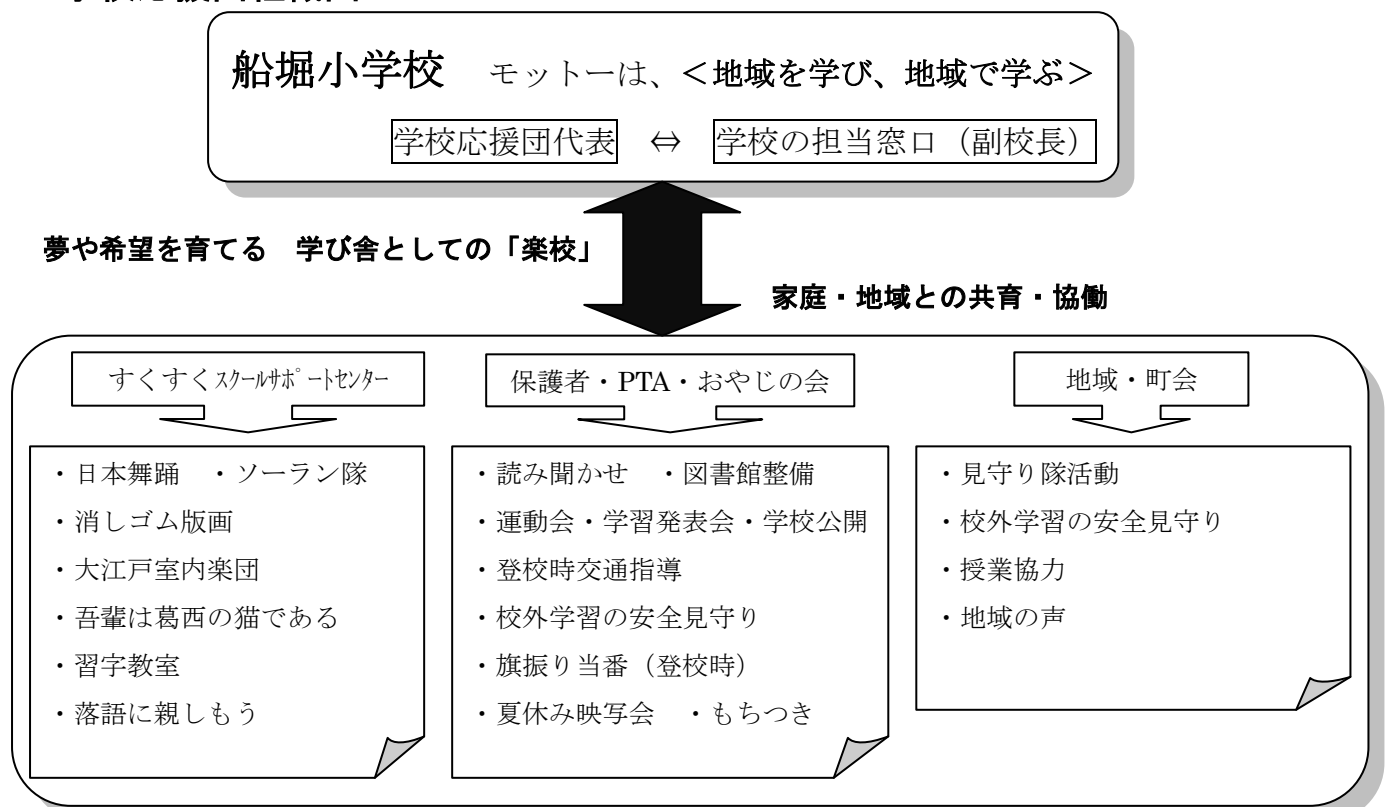 船堀小学校　モットーは、＜地域を学び、地域で学ぶ＞
学校応援団代表　⇔　学校の担当窓口（副校長）
夢や希望を育てる　学び舎としての「楽校」
家庭・地域との共育・協働
すくすくスクールサポートセンター
・日本舞踊　・ソーラン隊
・消しゴム版画
・大江戸室内楽団
・吾輩は葛西の猫である
・習字教室
・落語に親しもう
保護者・PTA・おやじの会
・読み聞かせ　・図書館整備
・運動会・学習発表会・学校公開
・登校時交通指導
・校外学習の安全見守り
・旗振り当番（登校時）
・夏休み映写会　・もちつき
地域・町会
・見守り隊活動
・校外学習の安全見守り
・授業協力
・地域の声